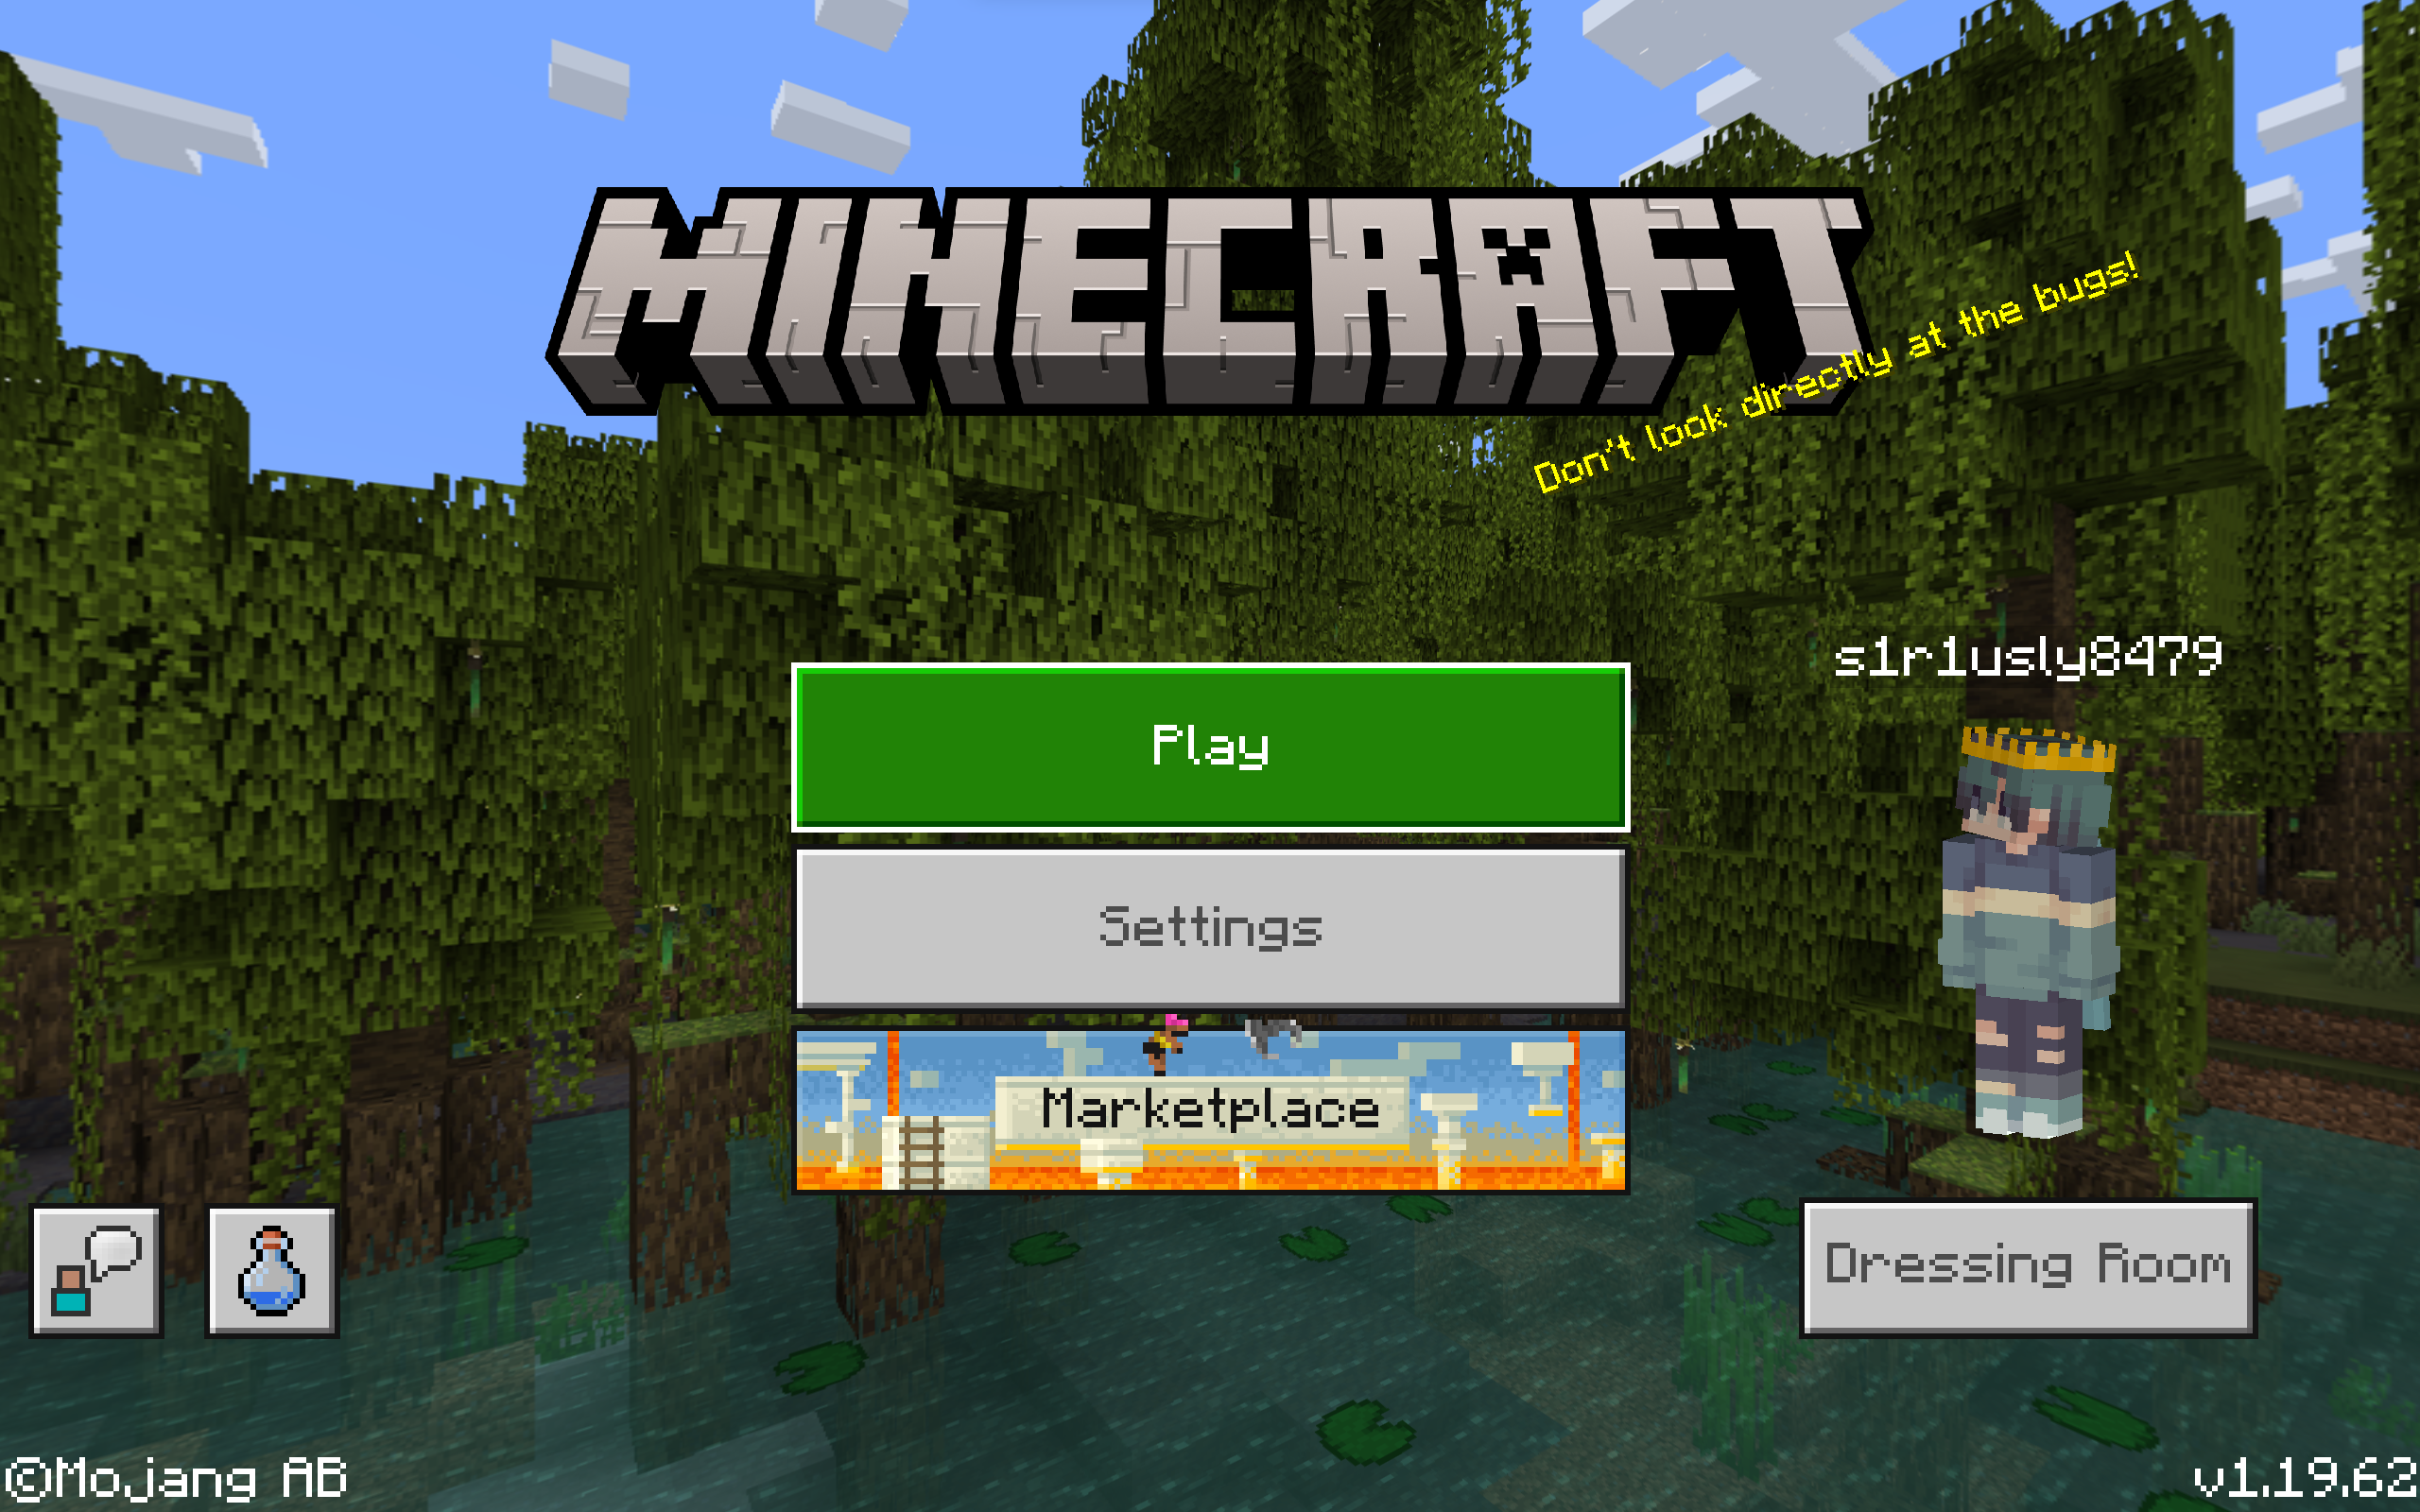 MINECRAFT
Don't look directly at the bugs!
s1r1usly8479
Play
Settings
Marketplace
Dressing Room
©Mojang AB
v1.19.62